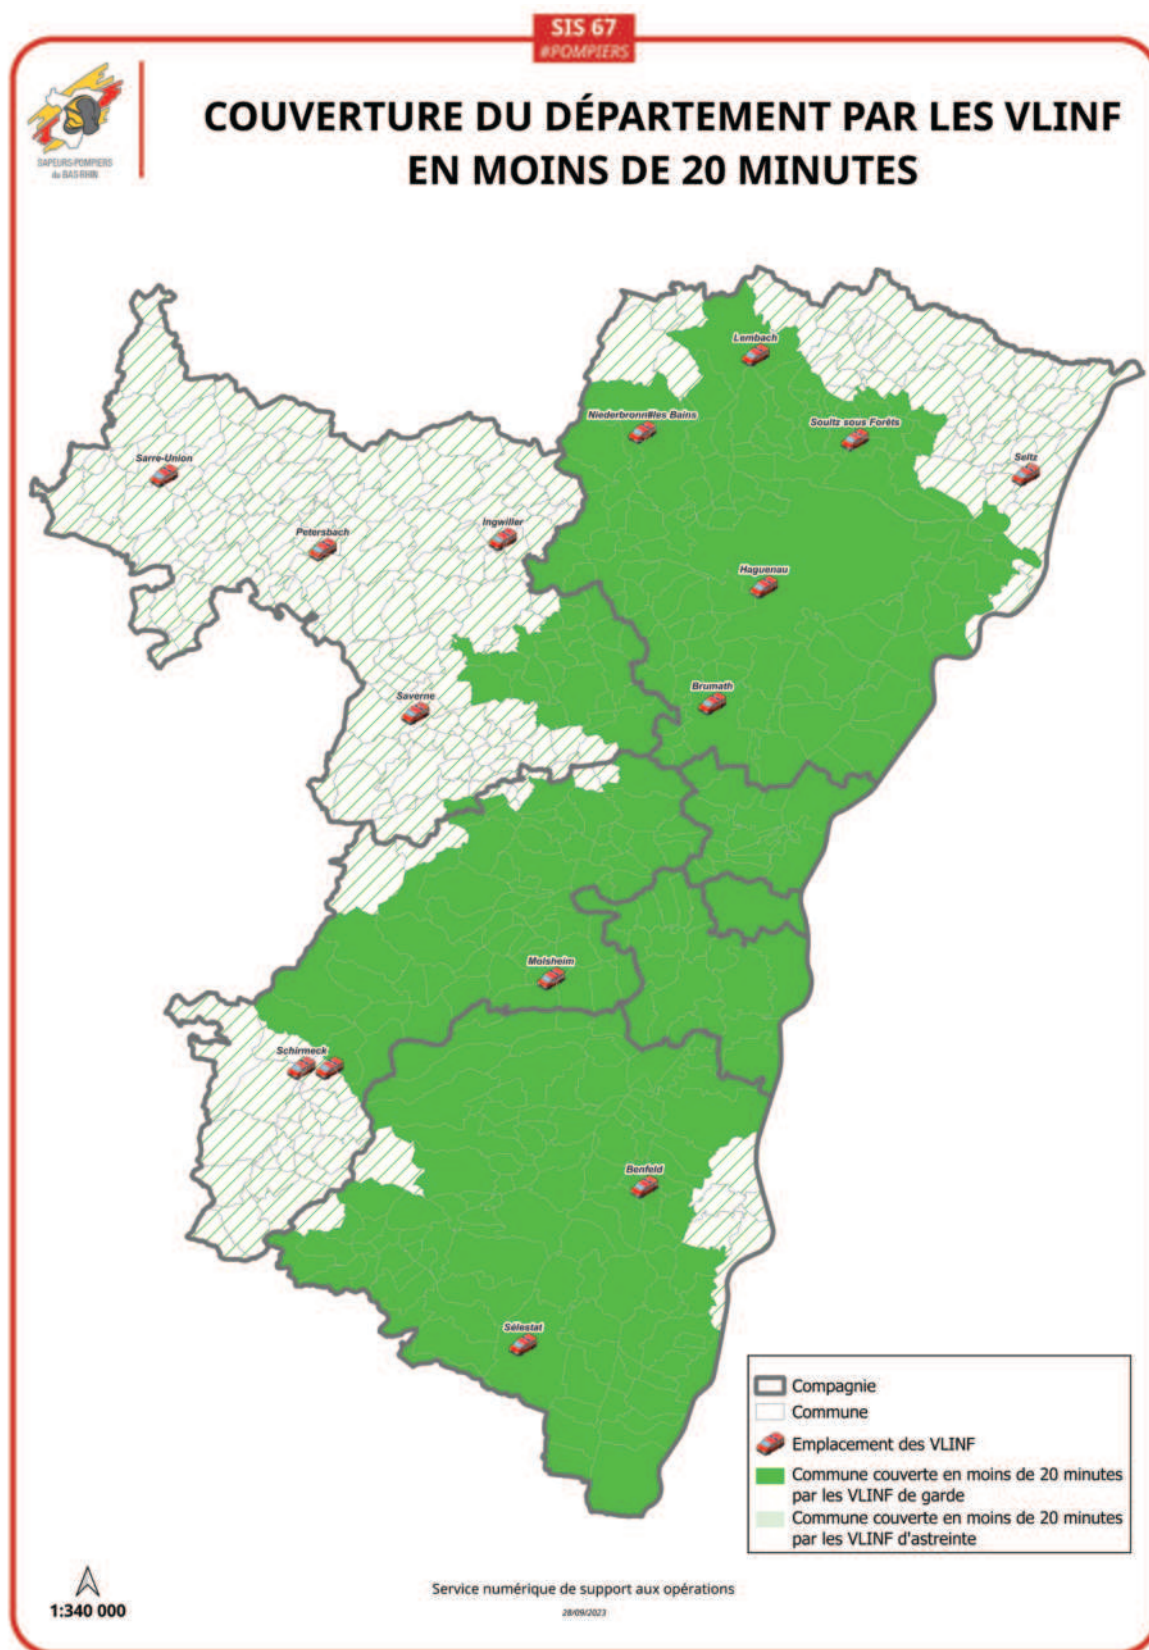 SIS 67
#POMPIERS
SAPEURS-POMPIERS
du BAS-RHIN
COUVERTURE DU DÉPARTEMENT PAR LES VLINF
EN MOINS DE 20 MINUTES
Lembach
Niederbronn les Bains
Soultz sous Forêts
Sarre-Union
Seltz
Petersbach
Ingwiller
Haguenau
Saverne
Brumath
Molsheim
Schirmeck
Benfeld
Sélestat
Compagnie
Commune
Emplacement des VLINF
Commune couverte en moins de 20 minutes
par les VLINF de garde
Commune couverte en moins de 20 minutes
par les VLINF d'astreinte
1:340 000
Service numérique de support aux opérations
28/09/2023